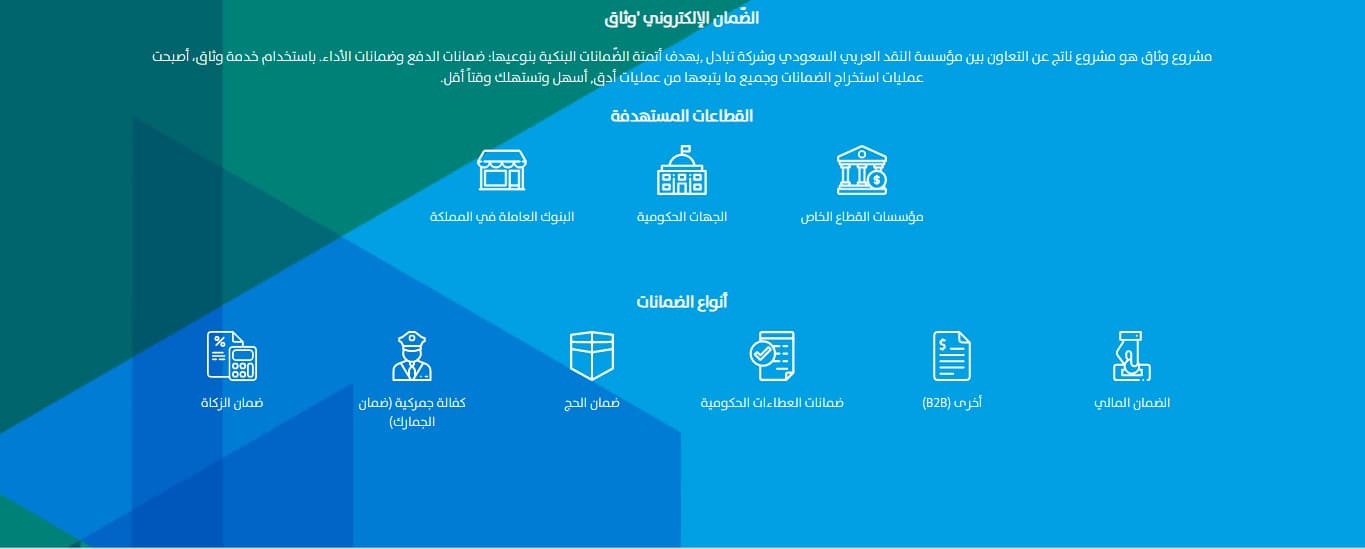 الضّمان الإلكتروني 'وثاق
مشروع وثاق هو مشروع ناتج عن التعاون بين مؤسسة النقد العربي السعودي وشركة تبادل ,بهدف أتمتة الضّمانات البنكية بنوعيها: ضمانات الدفع وضمانات الأداء. باستخدام خدمة وثاق، أصبحت
عمليات استخراج الضمانات وجميع ما يتبعها من عمليات أدق, أسهل وتستهلك وقتاً أقل.
القطاعات المستهدفة
مؤسسات القطاع الخاص
الجهات الحكومية
البنوك العاملة في المملكة
أنواع الضمانات
الضمان المالي
أخرى (B2B)
ضمانات العطاءات الحكومية
ضمان الحج
كفالة جمركية (ضمان
الجمارك)
ضمان الزكاة